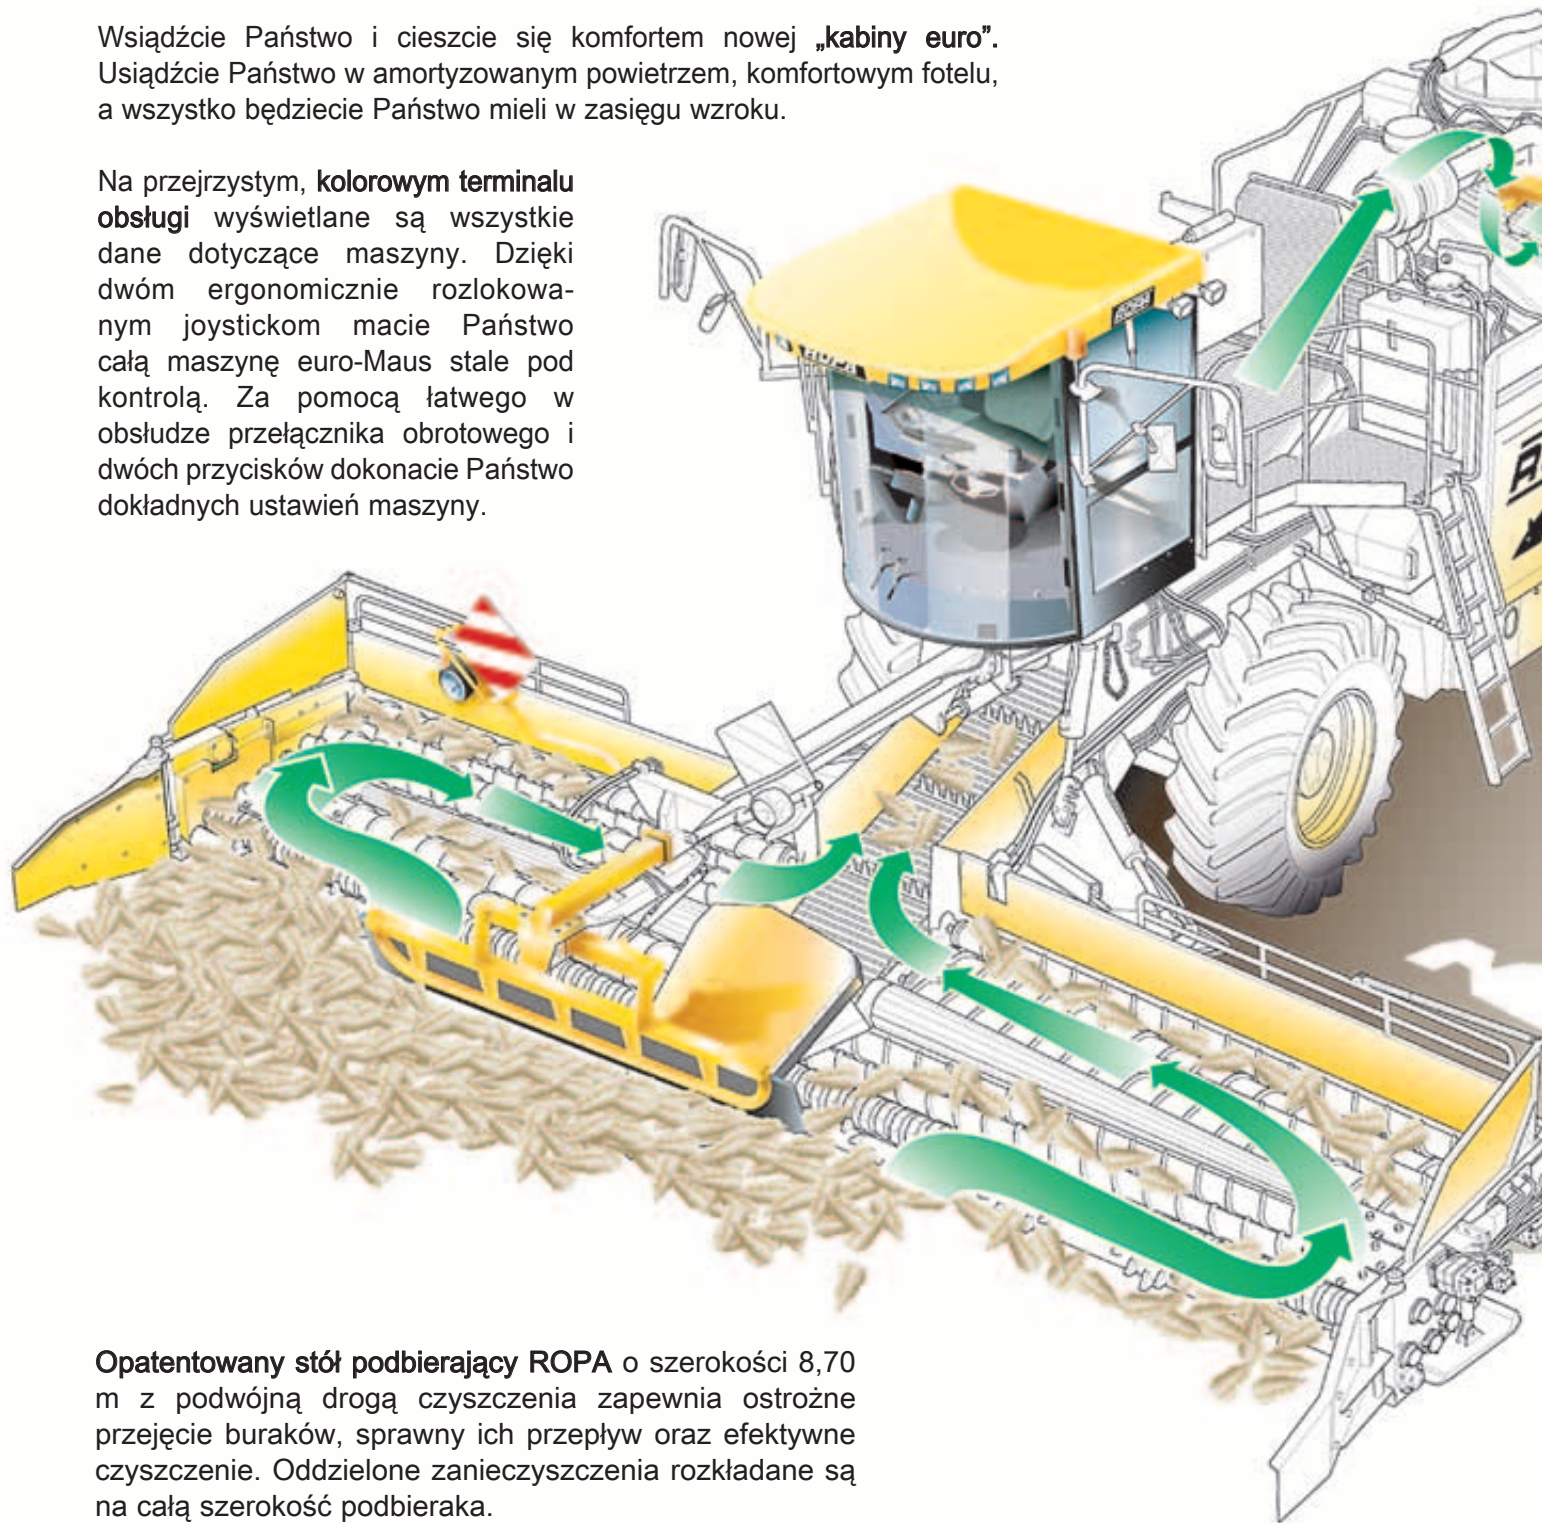 Wsiądźcie Państwo i cieszcie się komfortem nowej „kabiny euro”.
Usiądźcie Państwo w amortyzowanym powietrzem, komfortowym fotelu,
a wszystko będziecie Państwo mieli w zasięgu wzroku.
Na przejrzystym, kolorowym terminalu
obsługi wyświetlane są wszystkie
dane dotyczące maszyny. Dzięki
dwóm ergonomicznie rozlokowa-
nym joystickom macie Państwo
całą maszynę euro-Maus stale pod
kontrolą. Za pomocą łatwego w
obsłudze przełącznika obrotowego i
dwóch przycisków dokonacie Państwo
dokładnych ustawień maszyny.
ROPA
Opatentowany stół podbierający ROPA o szerokości 8,70
m z podwójną drogą czyszczenia zapewnia ostrożne
przejęcie buraków, sprawny ich przepływ oraz efektywne
czyszczenie. Oddzielone zanieczyszczenia rozkładane są
na całą szerokość podbieraka.